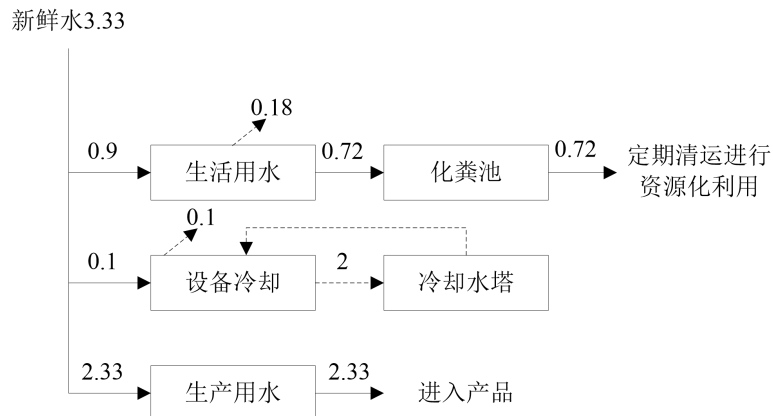 新鲜水3.33
0.18
0.9
生活用水
0.72
化粪池
0.72
定期清运进行
资源化利用
0.1
0.1
设备冷却
2
冷却水塔
2.33
生产用水
2.33
进入产品